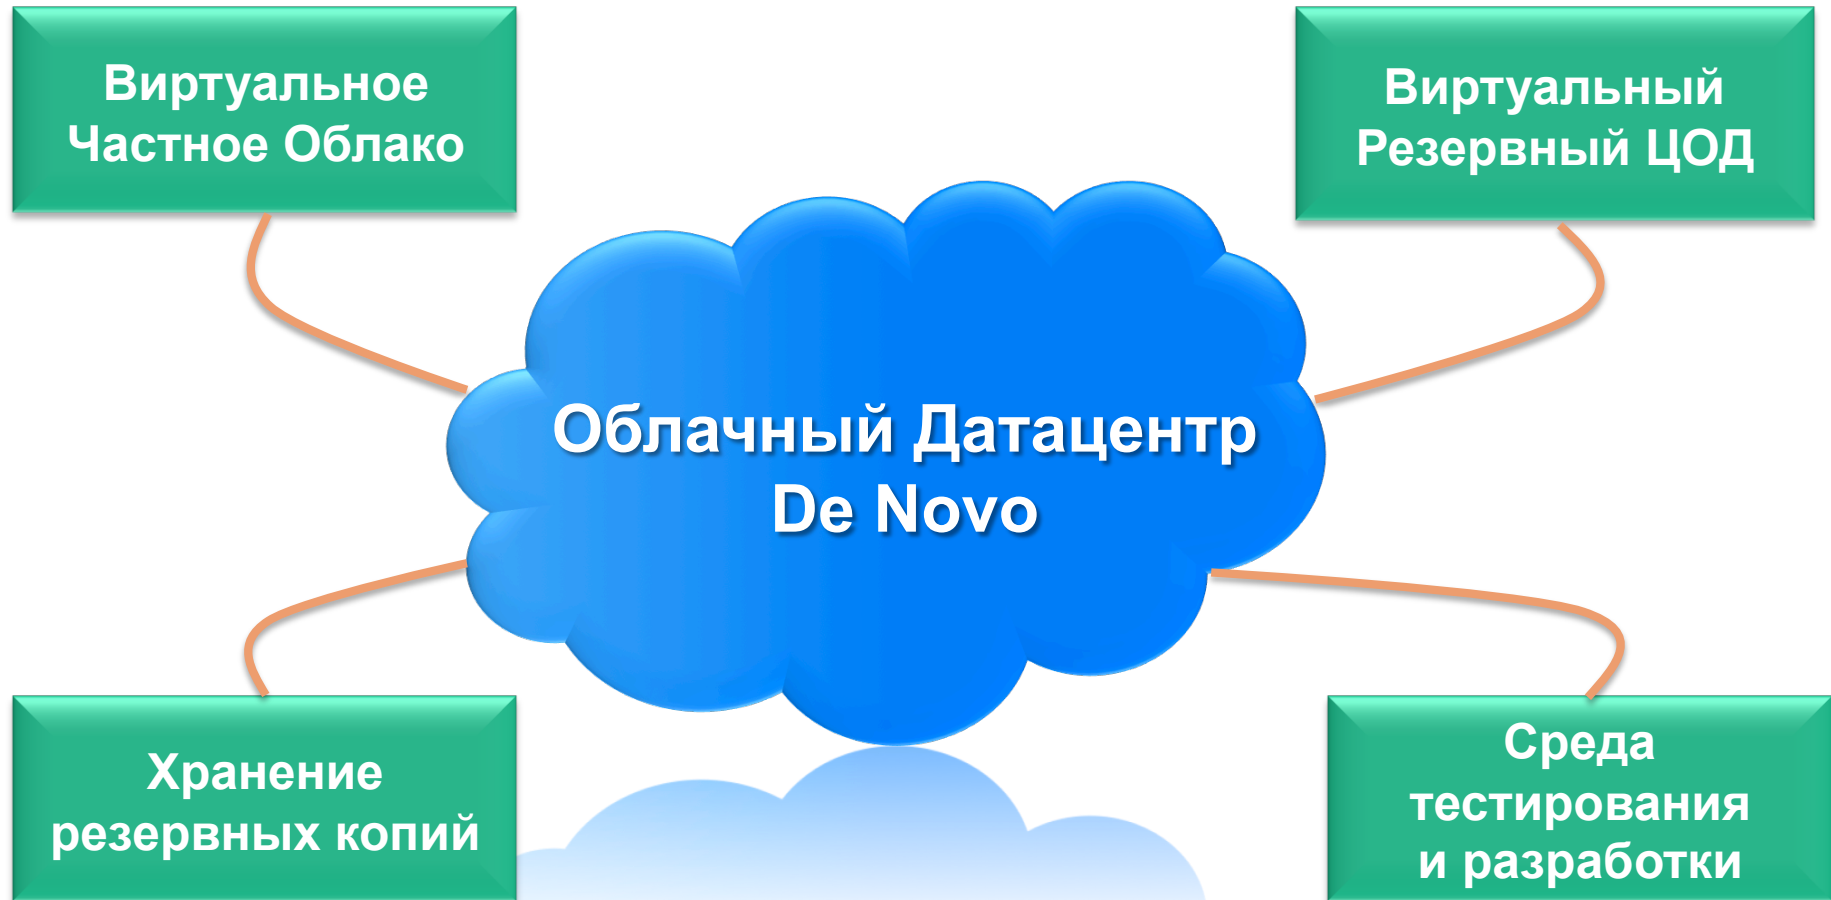 Виртуальное
Частное Облако
Виртуальный
Резервный ЦОД
Облачный Датацентр
De Novo
Хранение
резервных копий
Среда
тестирования
и разработки